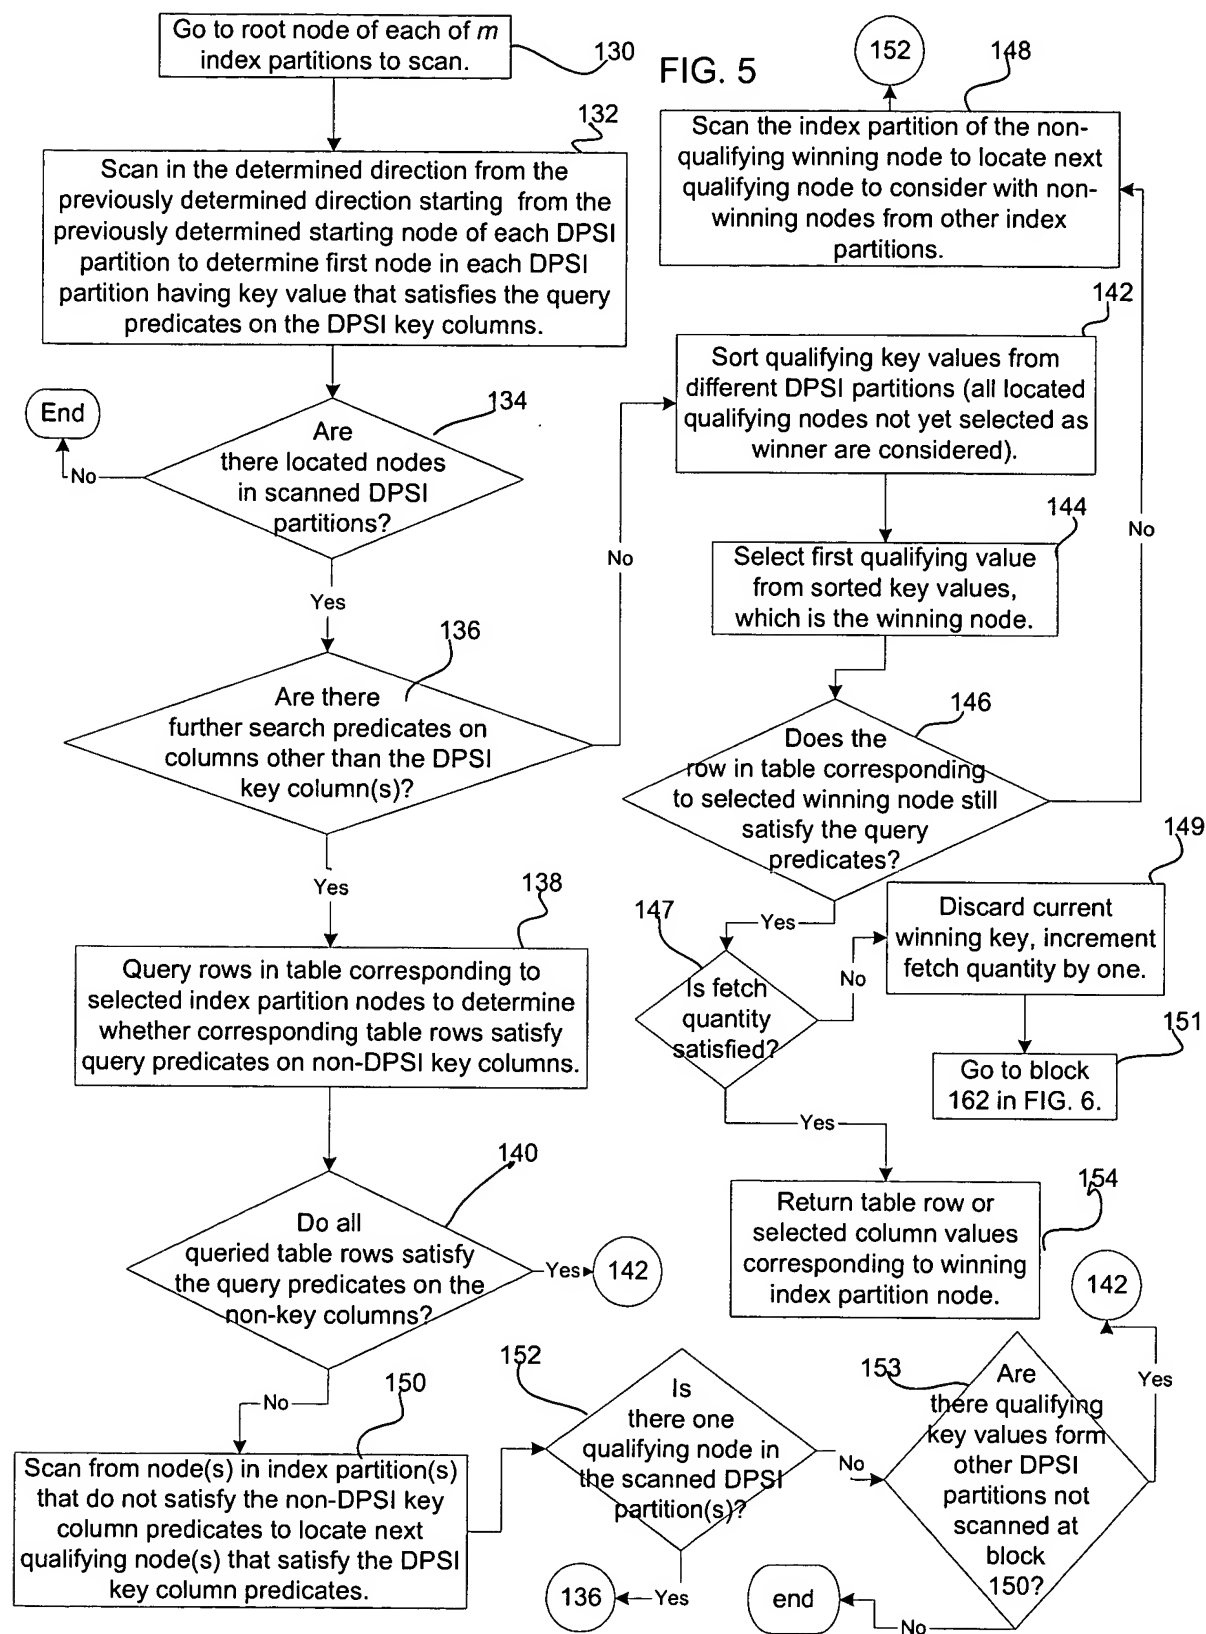 Go to root node of each of m
index partitions to scan.
130
FIG. 5
152
148
132
Scan in the determined direction from the
previously determined direction starting from the
previously determined starting node of each DPSI
partition to determine first node in each DPSI
partition having key value that satisfies the query
predicates on the DPSI key columns.
Scan the index partition of the non-
qualifying winning node to locate next
qualifying node to consider with non-
winning nodes from other index
partitions.
142
Sort qualifying key values from
different DPSI partitions (all located
qualifying nodes not yet selected as
winner are considered).
End
No
134
Are
there located nodes
in scanned DPSI
partitions?
No
No
144
Select first qualifying value
from sorted key values,
which is the winning node.
Yes
136
Are there
further search predicates on
columns other than the DPSI
key column(s)?
146
Does the
row in table corresponding
to selected winning node still
satisfy the query
predicates?
Yes
138
Query rows in table corresponding to
selected index partition nodes to determine
whether corresponding table rows satisfy
query predicates on non-DPSI key columns.
147
Yes
Is fetch
quantity
satisfied?
No
149
Discard current
winning key, increment
fetch quantity by one.
151
Go to block
162 in FIG. 6.
Yes
140
Do all
queried table rows satisfy
the query predicates on the
non-key columns?
Yes
142
154
Return table row or
selected column values
corresponding to winning
index partition node.
142
No
150
Scan from node(s) in index partition(s)
that do not satisfy the non-DPSI key
column predicates to locate next
qualifying node(s) that satisfy the DPSI
key column predicates.
152
Is
there one
qualifying node in
the scanned DPSI
partition(s)?
No
Yes
136
153
Are
there qualifying
key values form
other DPSI
partitions not
scanned at
block
150?
Yes
end
No